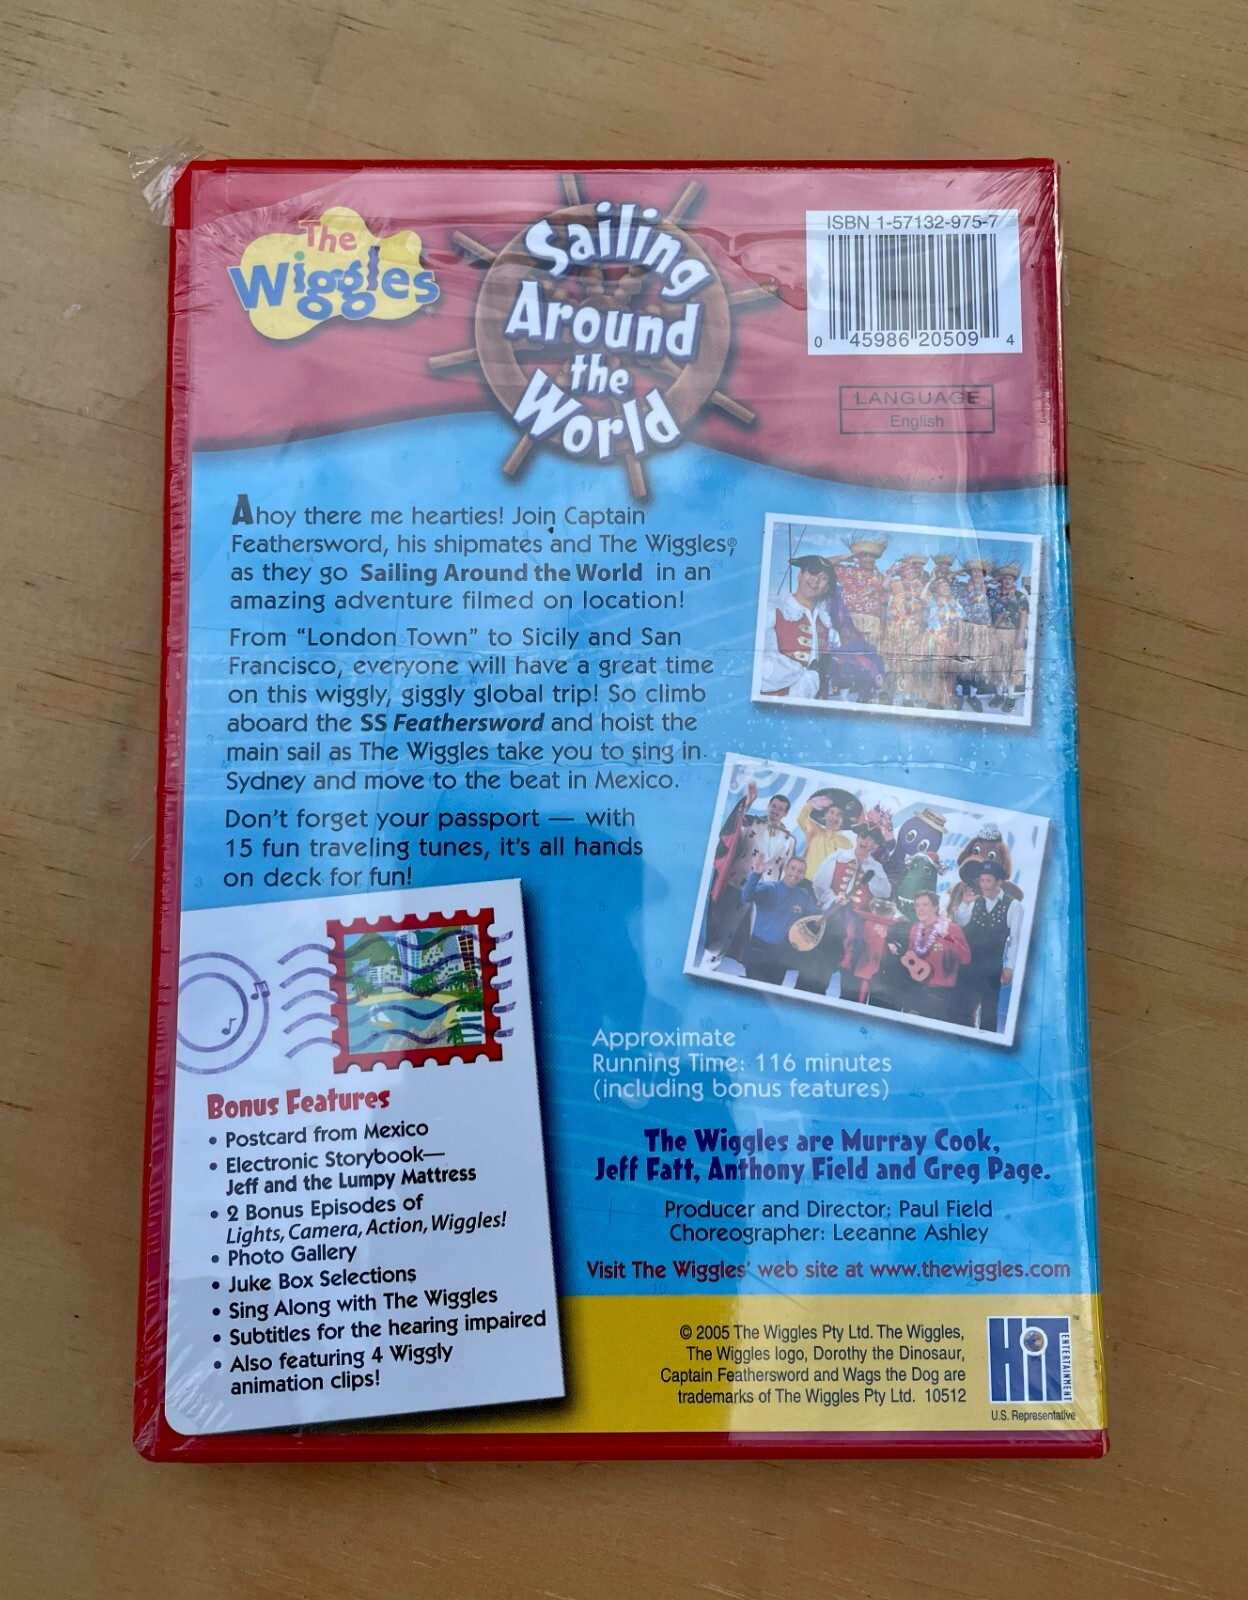 The
Wiggles
Sailing
Around
the
World
ISBN 1-57132-975-7
0 45986 20509 4
LANGUAGE
English
Ahoy there me hearties! Join Captain
Feathersword, his shipmates and The Wiggles®,
as they go Sailing Around the World in an
amazing adventure filmed on location!
From “London Town” to Sicily and San
Francisco, everyone will have a great time
on this wiggly, giggly global trip! So climb
aboard the SS Feathersword and hoist the
main sail as The Wiggles take you to sing in
Sydney and move to the beat in Mexico.
Don't forget your passport — with
15 fun traveling tunes, it's all hands
on deck for fun!
Bonus Features
• Postcard from Mexico
• Electronic Storybook—
Jeff and the Lumpy Mattress
• 2 Bonus Episodes of
Lights, Camera, Action, Wiggles!
• Photo Gallery
• Juke Box Selections
• Sing Along with The Wiggles
• Subtitles for the hearing impaired
• Also featuring 4 Wiggly
animation clips!
Approximate
Running Time: 116 minutes
(including bonus features)
The Wiggles are Murray Cook,
Jeff Fatt, Anthony Field and Greg Page.
Producer and Director: Paul Field
Choreographer: Leeanne Ashley
Visit The Wiggles' web site at www.thewiggles.com
© 2005 The Wiggles Pty Ltd. The Wiggles,
The Wiggles logo, Dorothy the Dinosaur,
Captain Feathersword and Wags the Dog are
trademarks of The Wiggles Pty Ltd. 10512
HiT ENTERTAINMENT™
U.S. Representative